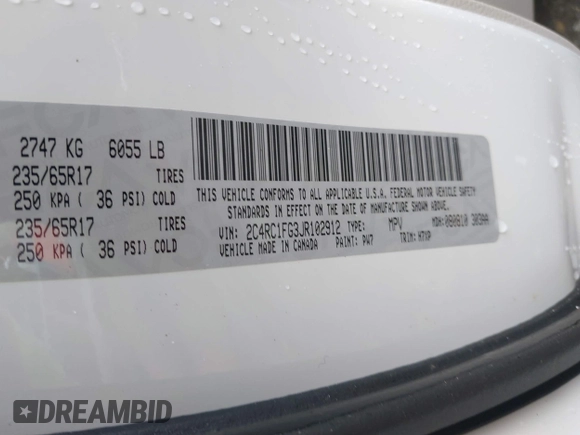 2747 KG 6055 LB
235/65R17 TIRES
250 KPA ( 36 PSI) COLD
235/65R17 TIRES
250 KPA ( 36 PSI) COLD
THIS VEHICLE CONFORMS TO ALL APPLICABLE U.S.A. FEDERAL MOTOR VEHICLE SAFETY
STANDARDS IN EFFECT ON THE DATE OF MANUFACTURE SHOWN ABOVE.
VIN: 2C4RC1FG3JR102912 TYPE: MPV MDH:
VEHICLE MADE IN CANADA PAINT: PW7 TRIM: H7XP
DREAMBID